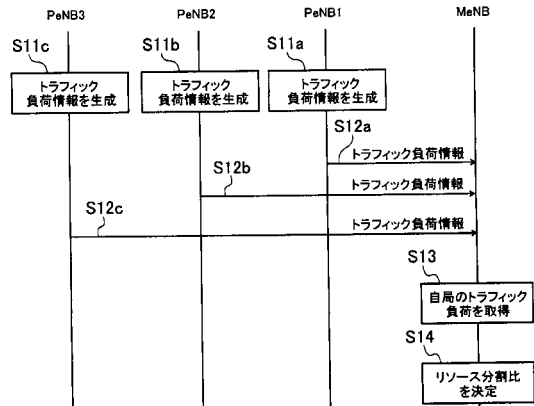 PeNB3 PeNB2 PeNB1 MeNB
S11c S11b S11a
トラフィック
負荷情報を生成
トラフィック
負荷情報を生成
トラフィック
負荷情報を生成
S12a
トラフィック負荷情報
S12b
トラフィック負荷情報
S12c
トラフィック負荷情報
S13
自局のトラフィック
負荷を取得
S14
リソース分割比
を決定